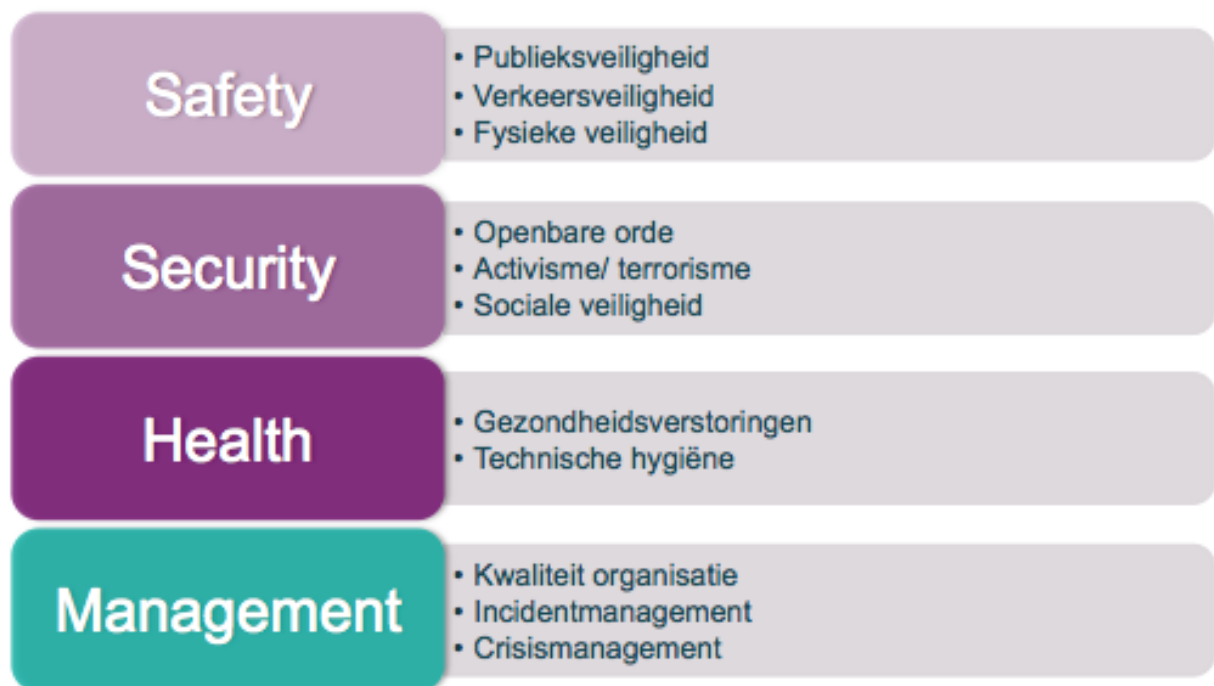 Safety
• Publieksveiligheid
• Verkeersveiligheid
• Fysieke veiligheid
Security
• Openbare orde
• Activisme/ terrorisme
• Sociale veiligheid
Health
• Gezondheidsverstoringen
• Technische hygiëne
Management
• Kwaliteit organisatie
• Incidentmanagement
• Crisismanagement